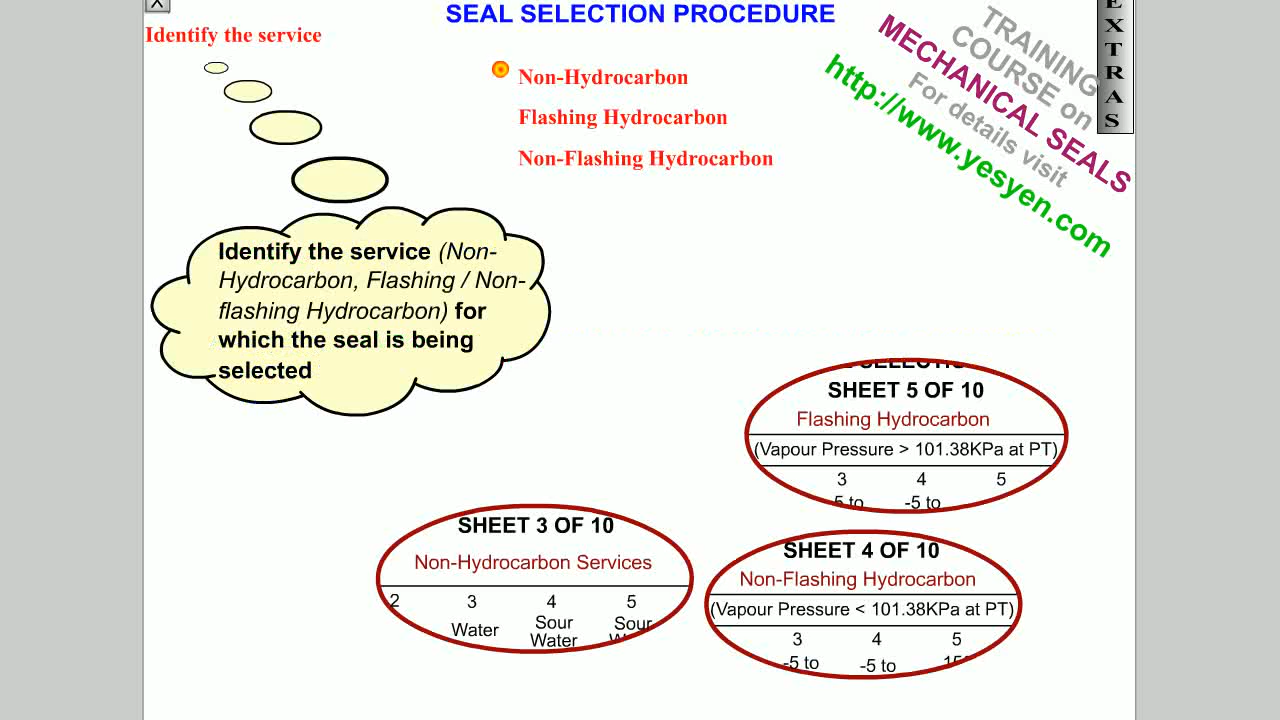 X
SEAL SELECTION PROCEDURE
Identify the service
Non-Hydrocarbon
Flashing Hydrocarbon
Non-Flashing Hydrocarbon
TRAINING
COURSE on
MECHANICAL SEALS
For details visit
http://www.yesyen.com
EXTRAS
Identify the service (Non-
Hydrocarbon, Flashing / Non-
flashing Hydrocarbon) for
which the seal is being
selected
SHEET 5 OF 10
Flashing Hydrocarbon
(Vapour Pressure > 101.38KPa at PT)
3 4 5
5 to -5 to
SHEET 3 OF 10
Non-Hydrocarbon Services
2 3 4 5
Water Sour Sour
Water
SHEET 4 OF 10
Non-Flashing Hydrocarbon
(Vapour Pressure < 101.38KPa at PT)
3 4 5
-5 to -5 to